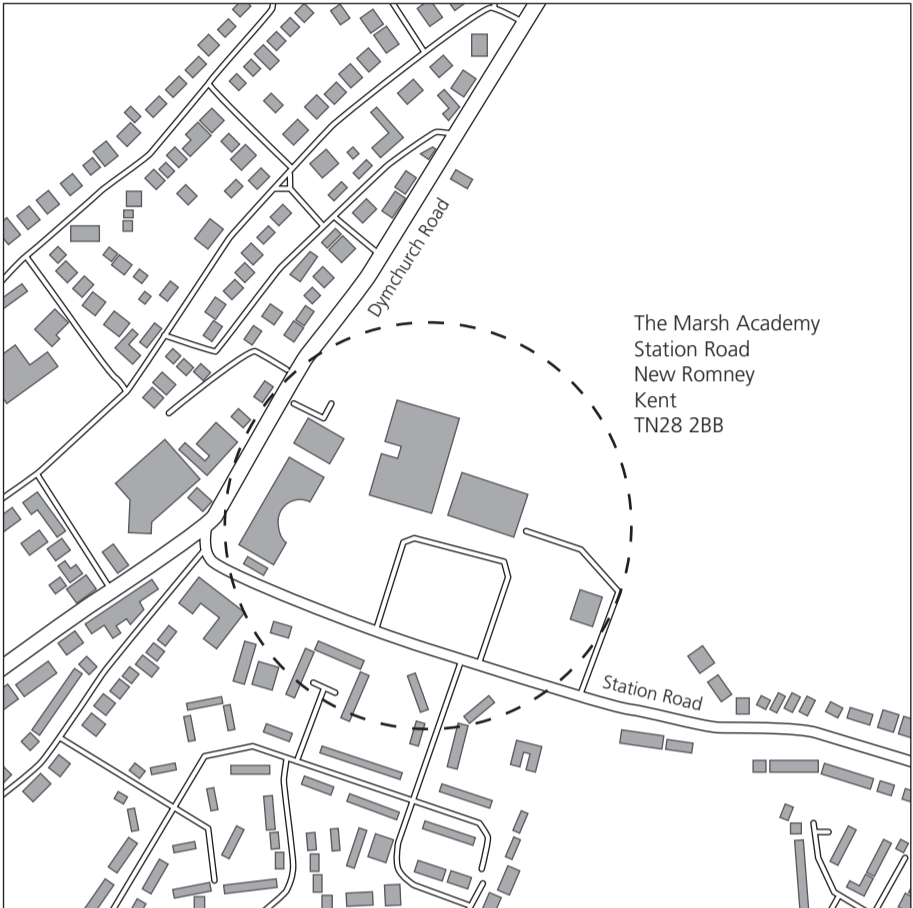 Dymchurch Road
The Marsh Academy
Station Road
New Romney
Kent
TN28 2BB
Station Road